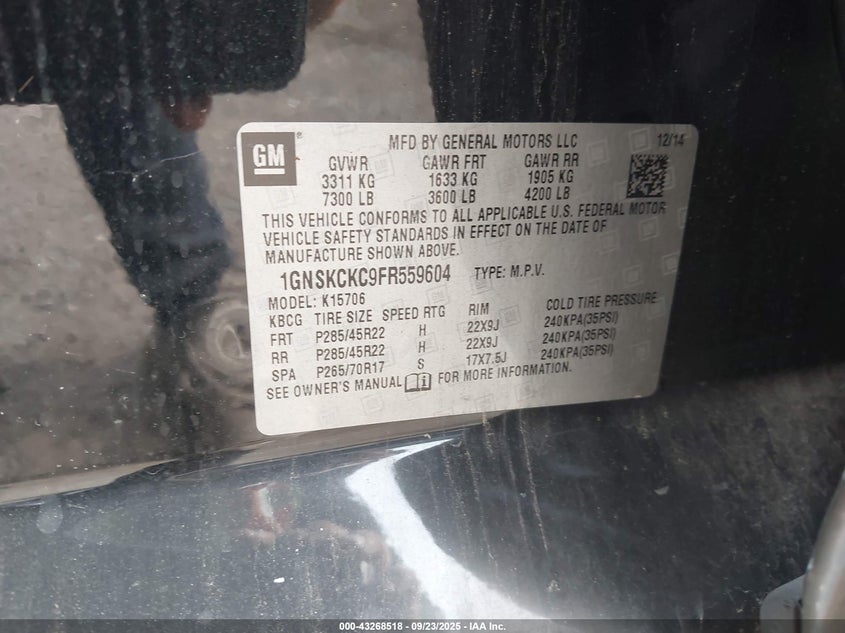 GM ®
MFD BY GENERAL MOTORS LLC 12/14
GVWR GAWR FRT GAWR RR
3311 KG 1633 KG 1905 KG
7300 LB 3600 LB 4200 LB
THIS VEHICLE CONFORMS TO ALL APPLICABLE U.S. FEDERAL MOTOR
VEHICLE SAFETY STANDARDS IN EFFECT ON THE DATE OF
MANUFACTURE SHOWN ABOVE.
1GNSKCKC9FR559604 TYPE: M.P.V.
MODEL: K15706
KBCG TIRE SIZE SPEED RTG RIM COLD TIRE PRESSURE
FRT P285/45R22 H 22X9J 240KPA(35PSI)
RR P285/45R22 H 22X9J 240KPA(35PSI)
SPA P265/70R17 S 17X7.5J 240KPA(35PSI)
SEE OWNER'S MANUAL FOR MORE INFORMATION.
000-43268518 - 09/23/2025 - IAA Inc.